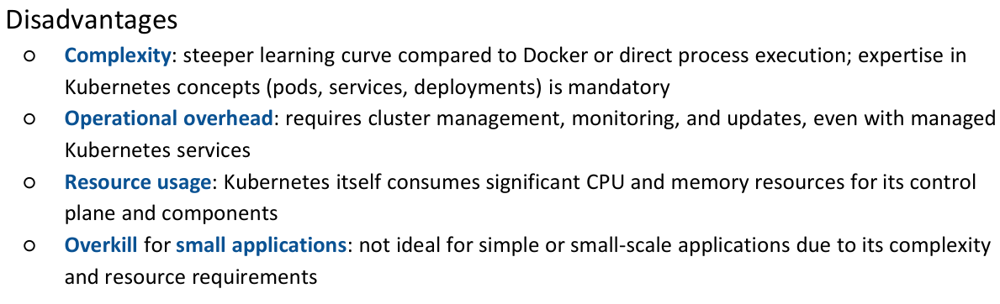 Disadvantages
○ Complexity: steeper learning curve compared to Docker or direct process execution; expertise in
Kubernetes concepts (pods, services, deployments) is mandatory
○ Operational overhead: requires cluster management, monitoring, and updates, even with managed
Kubernetes services
○ Resource usage: Kubernetes itself consumes significant CPU and memory resources for its control
plane and components
○ Overkill for small applications: not ideal for simple or small-scale applications due to its complexity
and resource requirements